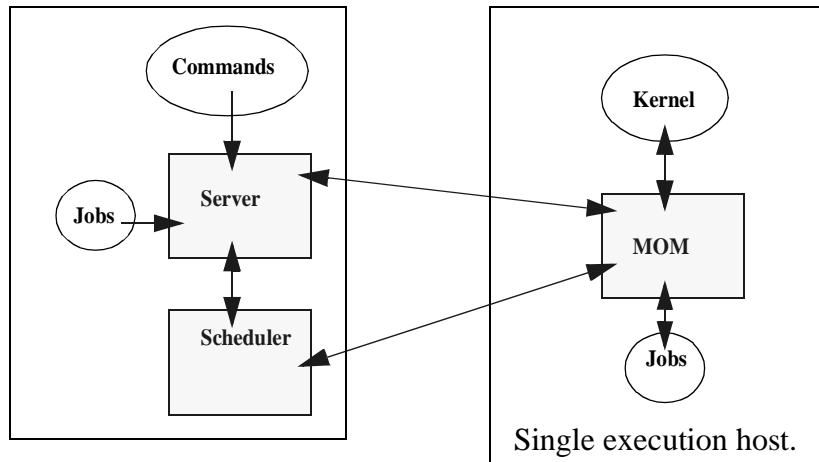 Commands
Jobs
Server
Scheduler
Kernel
MOM
Jobs
Single execution host.